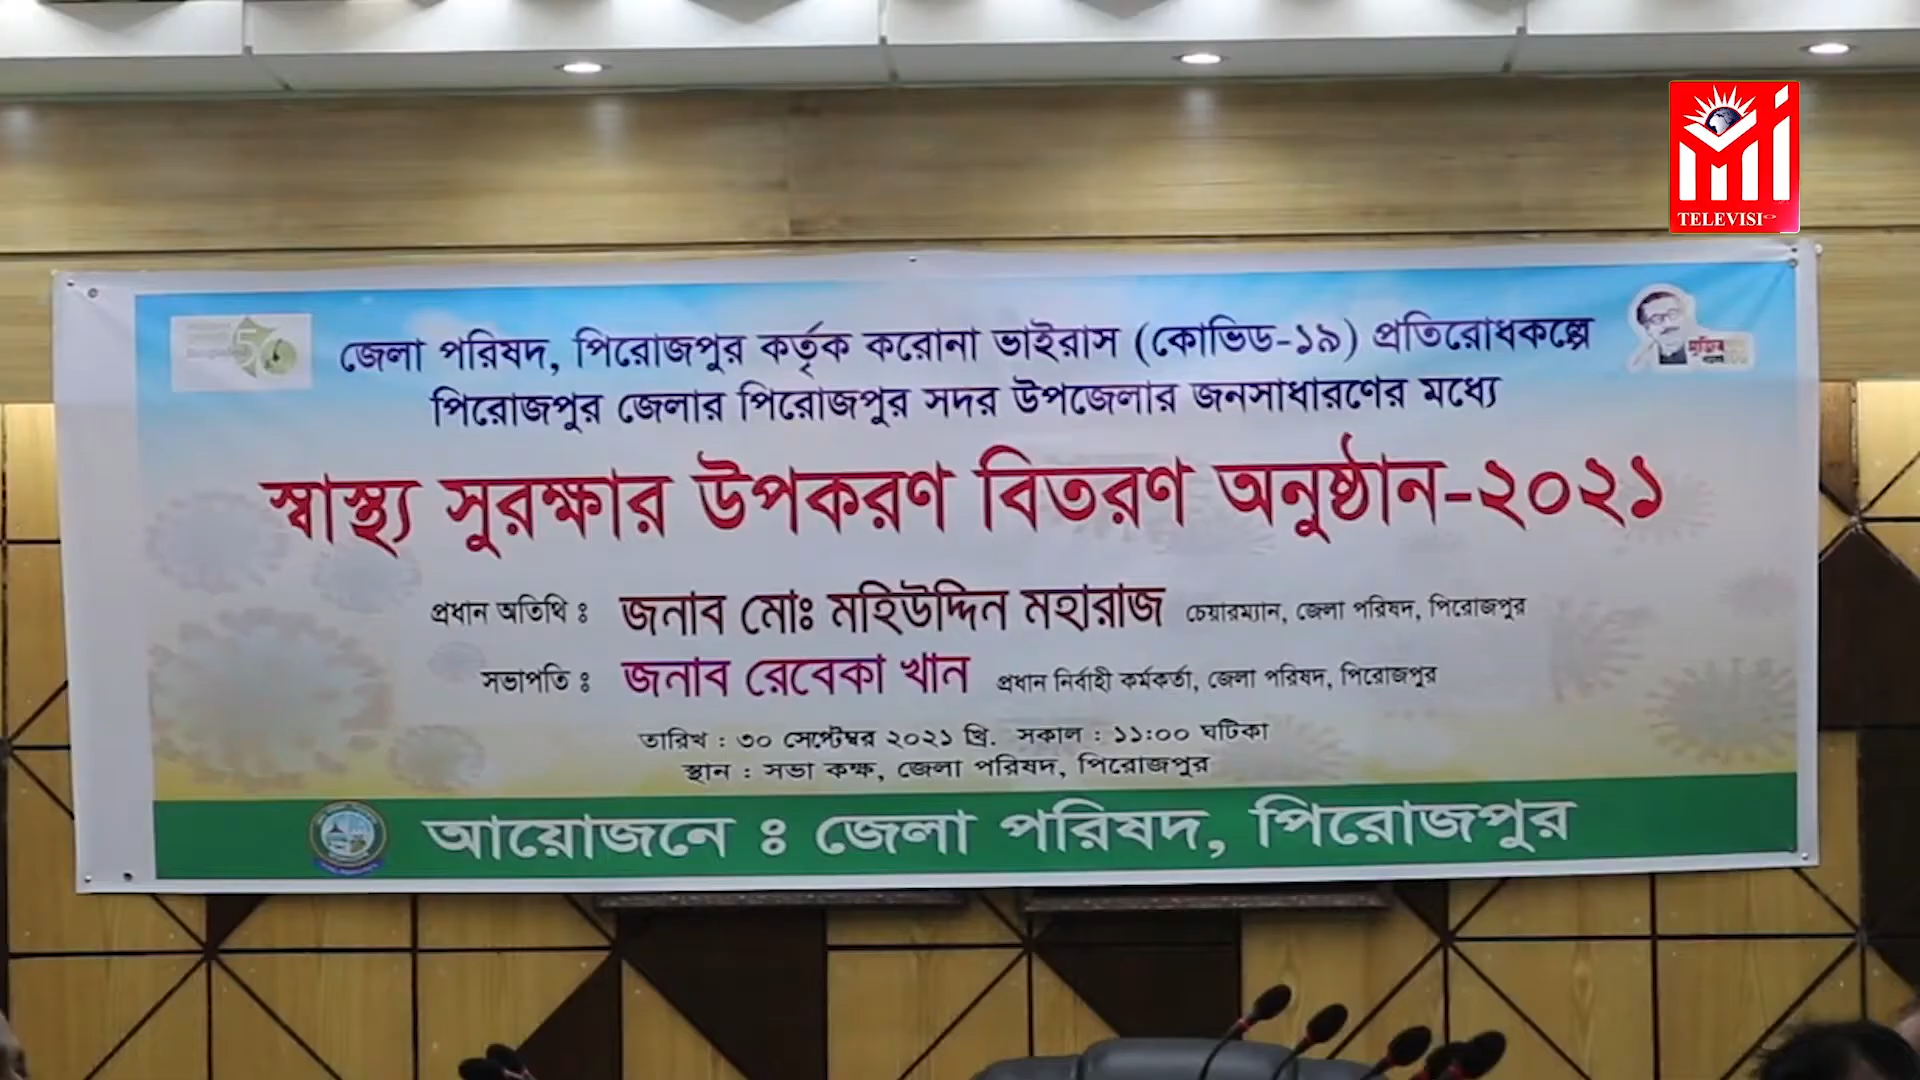 TELEVISI
জেলা পরিষদ, পিরোজপুর কর্তৃক করোনা ভাইরাস (কোভিড-১৯) প্রতিরোধকল্পে
পিরোজপুর জেলার পিরোজপুর সদর উপজেলার জনসাধারণের মধ্যে
স্বাস্থ্য সুরক্ষার উপকরণ বিতরণ অনুষ্ঠান-২০২১
প্রধান অতিথি ঃ জনাব মোঃ মহিউদ্দিন মহারাজ চেয়ারম্যান, জেলা পরিষদ, পিরোজপুর
সভাপতি ঃ জনাব রেবেকা খান প্রধান নির্বাহী কর্মকর্তা, জেলা পরিষদ, পিরোজপুর
তারিখ : ৩০ সেপ্টেম্বর ২০২১ খ্রি. সকাল : ১১:০০ ঘটিকা
স্থান : সভা কক্ষ, জেলা পরিষদ, পিরোজপুর
আয়োজনে ঃ জেলা পরিষদ, পিরোজপুর